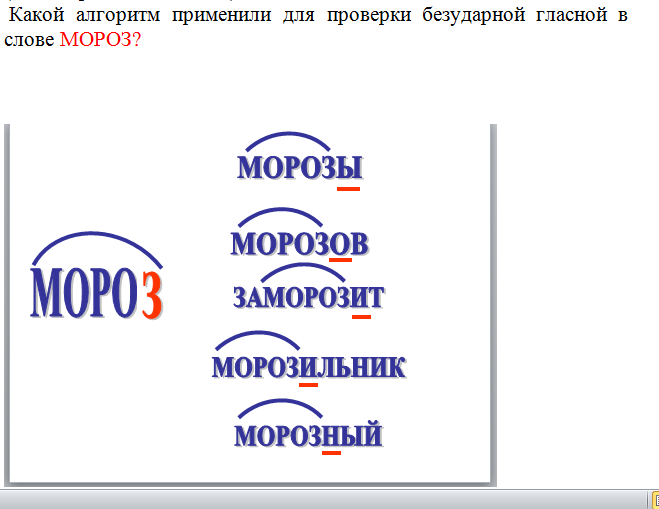 Какой алгоритм применили для проверки безударной гласной в
слове МОРОЗ?
МОРОЗ
МОРОЗЫ
МОРОЗОВ
ЗАМОРОЗИТ
МОРОЗИЛЬНИК
МОРОЗНЫЙ